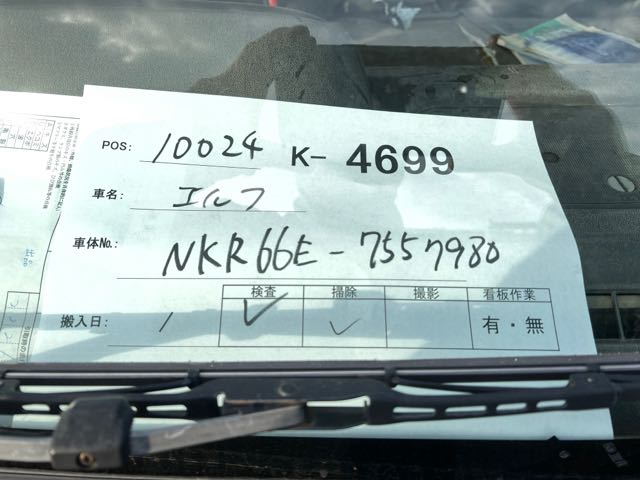 POS: 10024 K- 4699
車名: エルフ
車体No.: NKR66E-7557980
検査 掃除 撮影 看板作業
搬入日: / ✓ ✓ 有・無